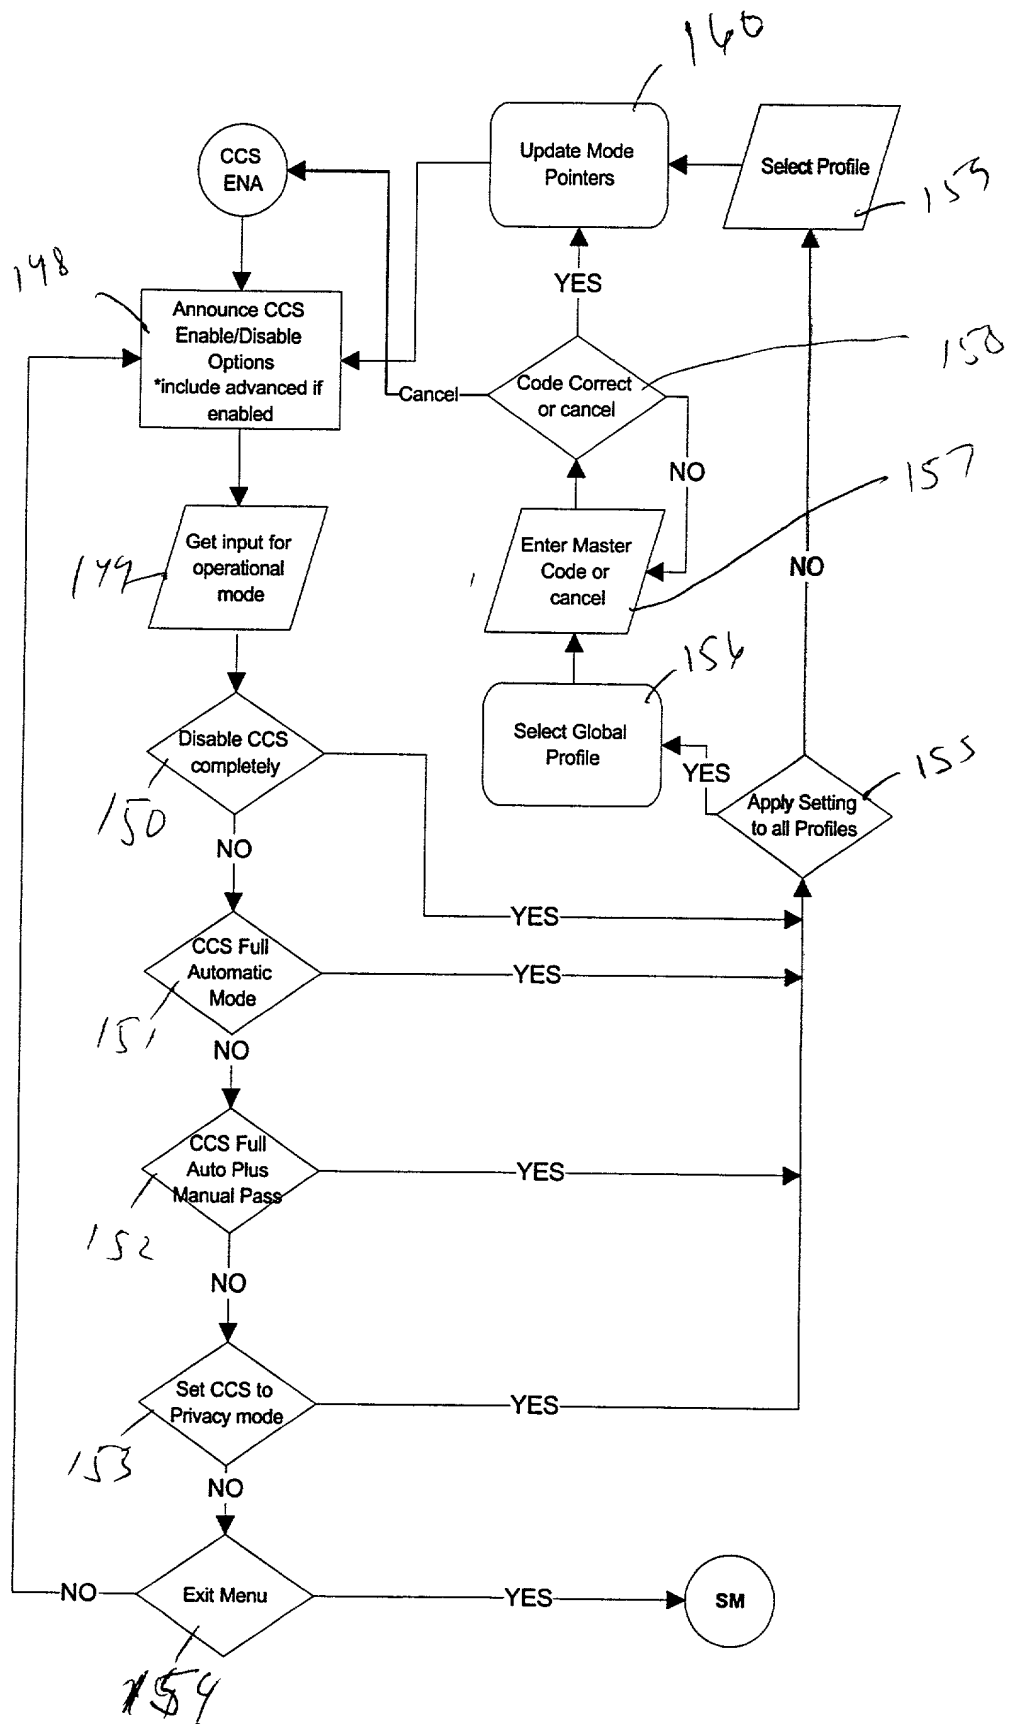 160
CCS
ENA
Update Mode
Pointers
Select Profile
159
148
Announce CCS
Enable/Disable
Options
*include advanced if
enabled
YES
Cancel
Code Correct
or cancel
158
NO
157
Get input for
operational
mode
149
Enter Master
Code or
cancel
NO
156
Select Global
Profile
YES
Disable CCS
completely
150
155
Apply Setting
to all Profiles
NO
YES
CCS Full
Automatic
Mode
YES
151
NO
CCS Full
Auto Plus
Manual Pass
YES
152
NO
Set CCS to
Privacy mode
YES
153
NO
NO
Exit Menu
YES
SM
154